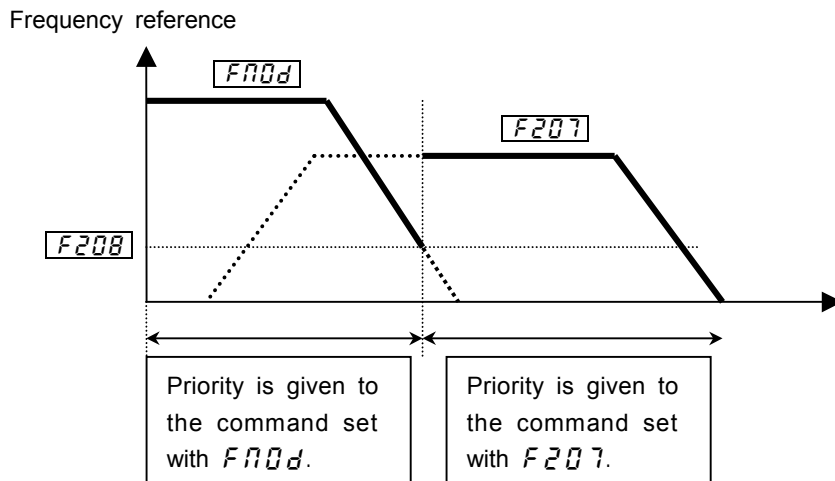 Frequency reference
FMOd
F207
F208
Priority is given to
the command set
with FMOd.
Priority is given to
the command set
with F207.